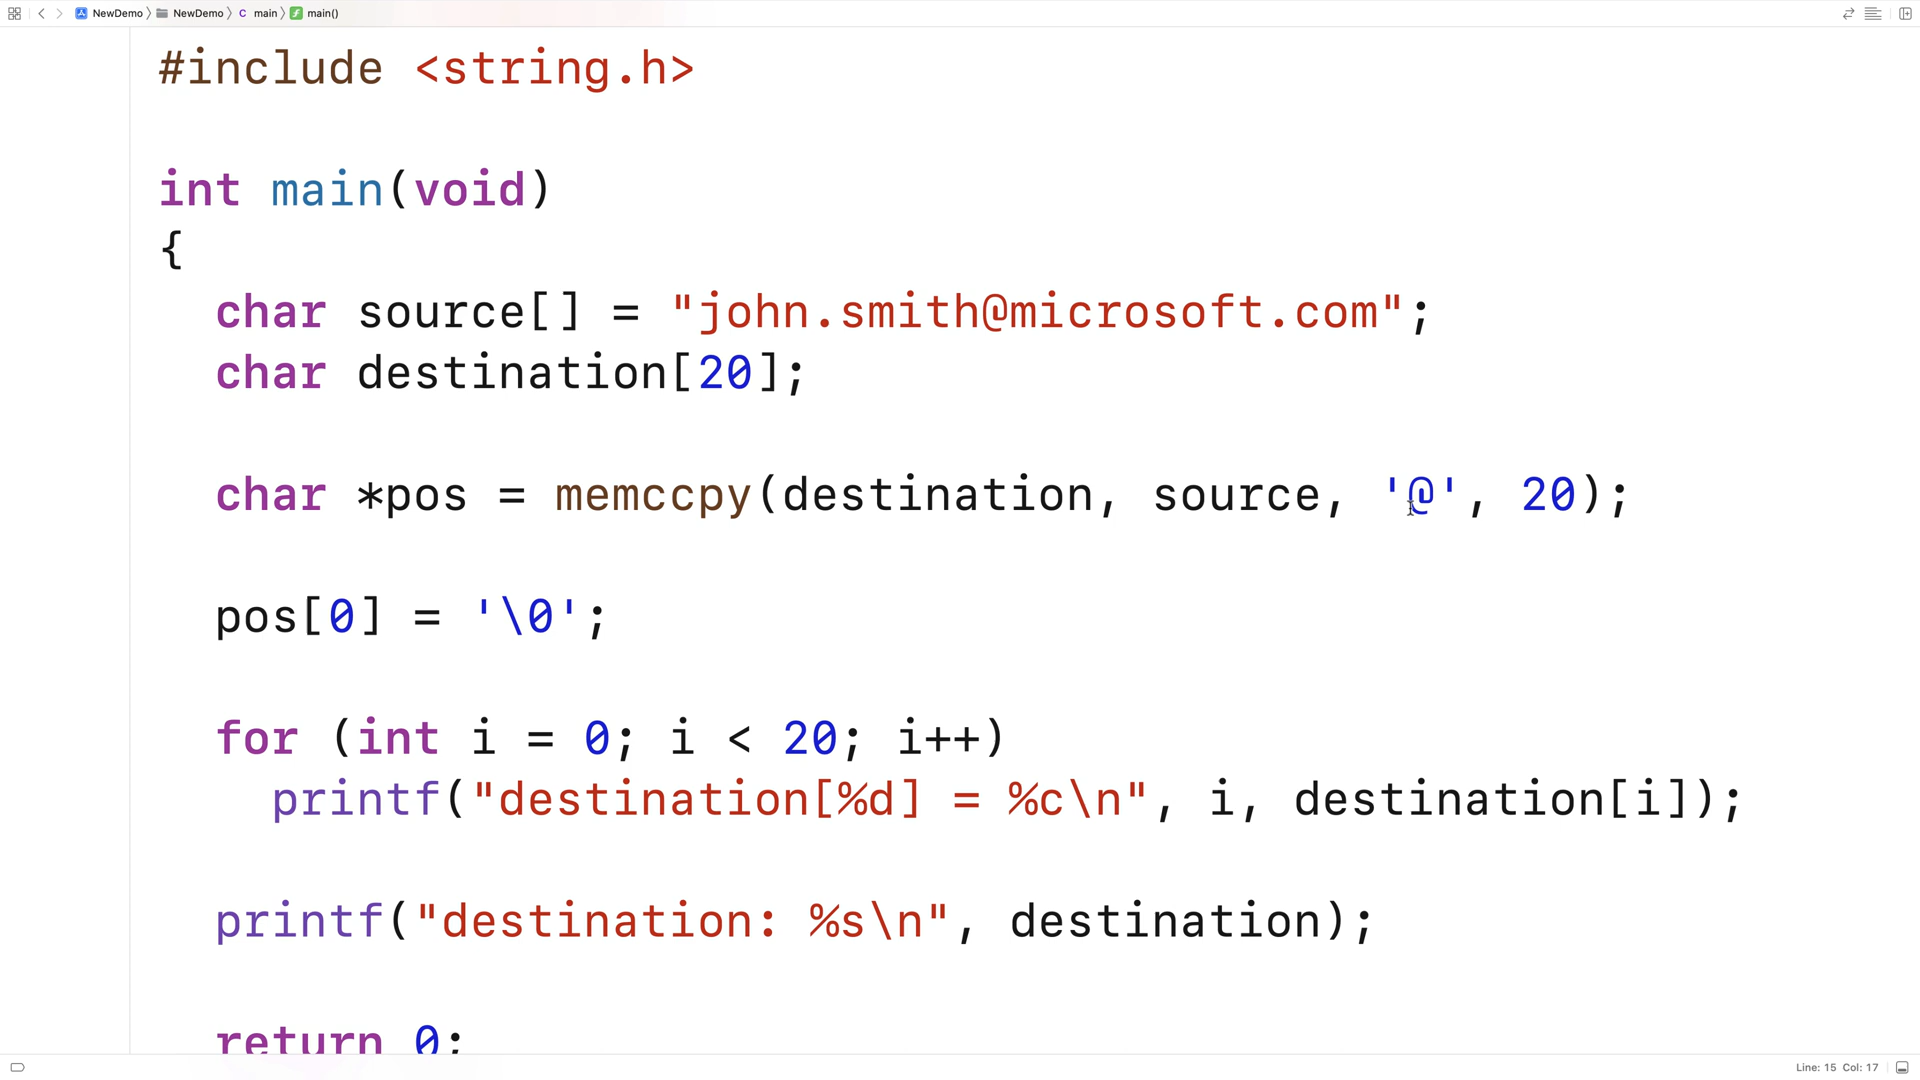 NewDemo NewDemo C main f main()
#include <string.h>
int main(void)
{
char source[] = "john.smith@microsoft.com";
char destination[20];
char *pos = memccpy(destination, source, '@', 20);
pos[0] = '\0';
for (int i = 0; i < 20; i++)
printf("destination[%d] = %c\n", i, destination[i]);
printf("destination: %s\n", destination);
return 0;
Line: 15 Col: 17